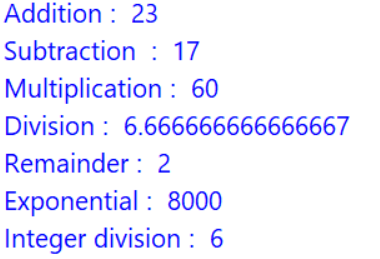 Addition :  23
Subtraction  :  17
Multiplication :  60
Division :  6.666666666666667
Remainder :  2
Exponential :  8000
Integer division :  6